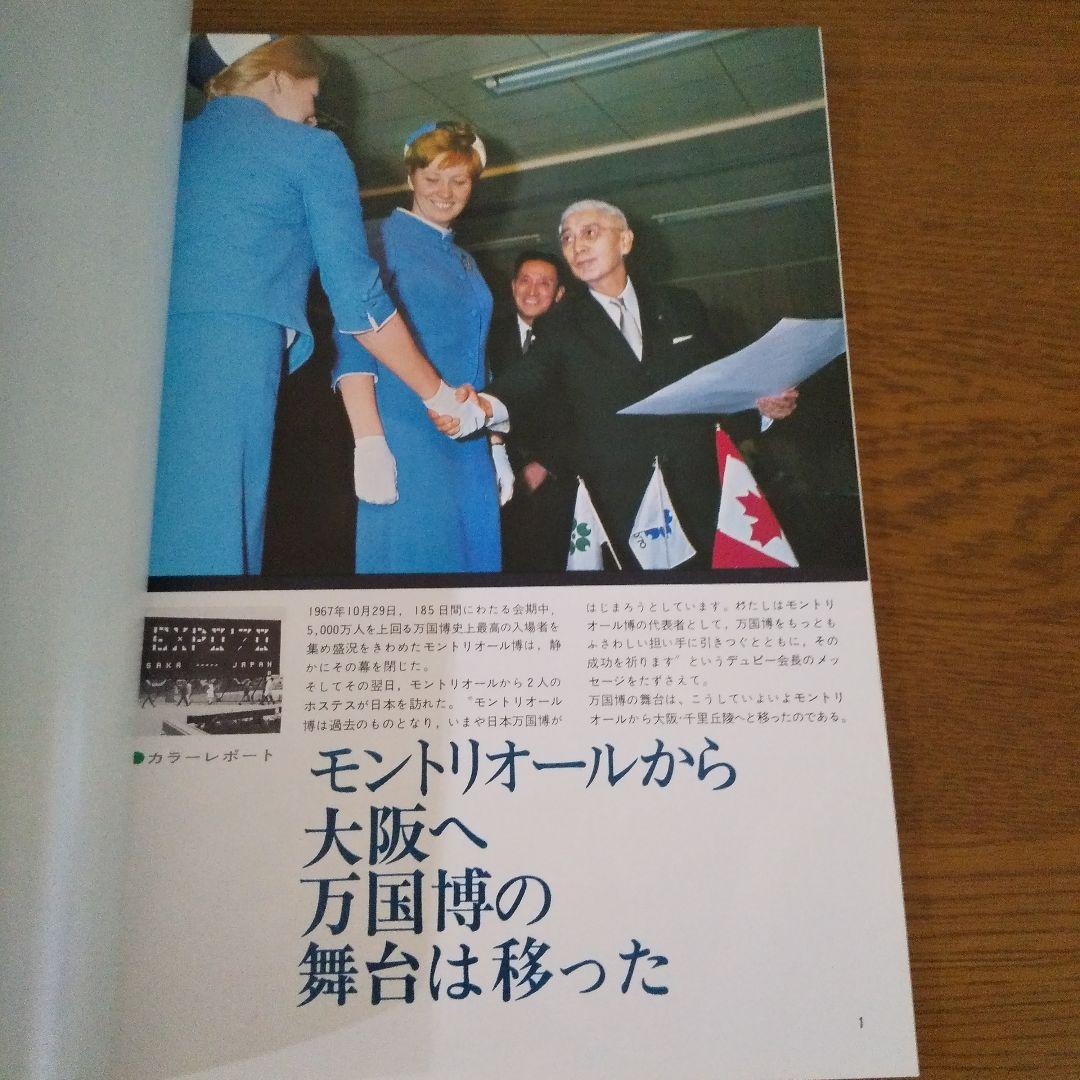 EXPO'70
OSAKA ----- JAPAN
●カラーレポート
1967年10月29日, 185日間にわたる会期中,
5,000万人を上回る万国博史上最高の入場者を
集め盛況をきわめたモントリオール博は, 静
かにその幕を閉じた。
そしてその翌日, モントリオールから2人の
ホステスが日本を訪れた。〝モントリオール
博は過去のものとなり, いまや日本万国博が
はじまろうとしています。わたしはモントリ
オール博の代表者として, 万国博をもっとも
ふさわしい担い手に引きつぐとともに, その
成功を祈ります〞というデュピー会長のメッ
セージをたずさえて。
万国博の舞台は, こうしていよいよモントリ
オールから大阪・千里丘陵へと移ったのである。
モントリオールから
大阪へ
万国博の
舞台は移った
1